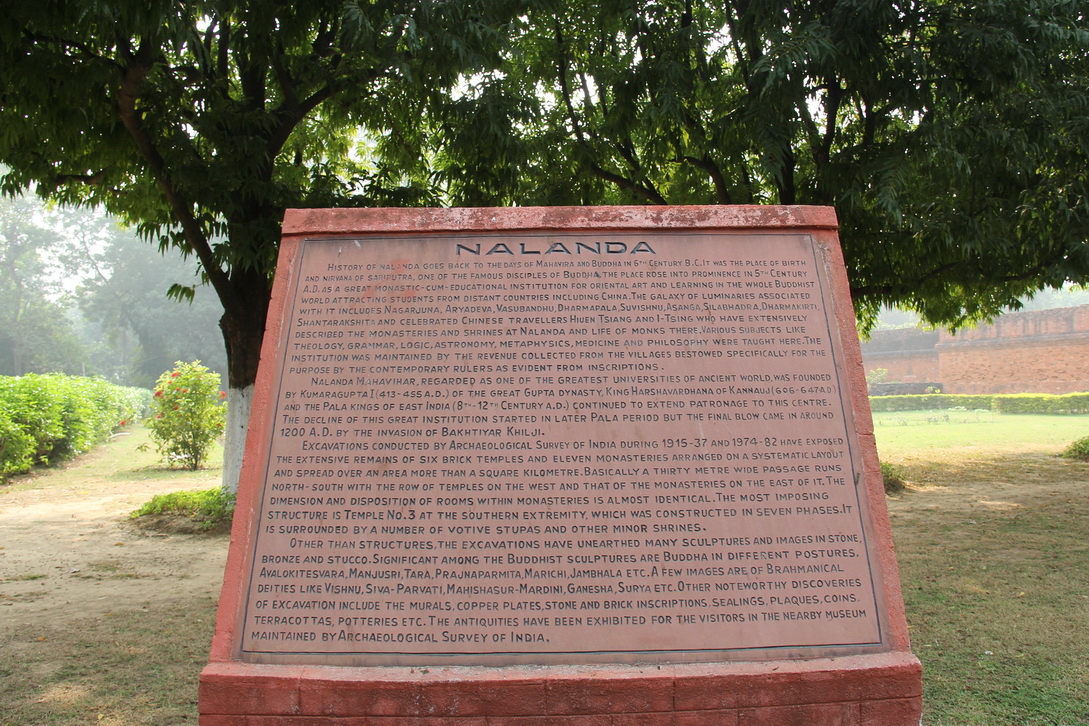 NALANDA
HISTORY OF NALANDA GOES BACK TO THE DAYS OF MAHAVIRA AND BUDDHA IN 6TH CENTURY B.C. IT WAS THE PLACE OF BIRTH
AND NIRVANA OF SARIPUTRA, ONE OF THE FAMOUS DISCIPLES OF BUDDHA. THE PLACE ROSE INTO PROMINENCE IN 5TH CENTURY
A.D. AS A GREAT MONASTIC-CUM-EDUCATIONAL INSTITUTION FOR ORIENTAL ART AND LEARNING IN THE WHOLE BUDDHIST
WORLD ATTRACTING STUDENTS FROM DISTANT COUNTRIES INCLUDING CHINA. THE GALAXY OF LUMINARIES ASSOCIATED
WITH IT INCLUDES NAGARJUNA, ARYADEVA, VASUBANDHU, DHARMAPALA, SUVISHNU, ASANGA, SILABHADRA, DHARMAKIRTI,
SHANTARAKSHITA AND CELEBRATED CHINESE TRAVELLERS HIUEN TSIANG AND I-TSING WHO HAVE EXTENSIVELY
DESCRIBED THE MONASTERIES AND SHRINES AT NALANDA AND LIFE OF MONKS THERE. VARIOUS SUBJECTS LIKE
THEOLOGY, GRAMMAR, LOGIC, ASTRONOMY, METAPHYSICS, MEDICINE AND PHILOSOPHY WERE TAUGHT HERE. THE
INSTITUTION WAS MAINTAINED BY THE REVENUE COLLECTED FROM THE VILLAGES BESTOWED SPECIFICALLY FOR THE
PURPOSE BY THE CONTEMPORARY RULERS AS EVIDENT FROM INSCRIPTIONS.
NALANDA MAHAVIHAR, REGARDED AS ONE OF THE GREATEST UNIVERSITIES OF ANCIENT WORLD, WAS FOUNDED
BY KUMARAGUPTA I (413-455 A.D.) OF THE GREAT GUPTA DYNASTY. KING HARSHAVARDHANA OF KANNAUJ (606-647 AD)
AND THE PALA KINGS OF EAST INDIA (8TH-12TH CENTURY A.D.) CONTINUED TO EXTEND PATRONAGE TO THIS CENTRE.
THE DECLINE OF THIS GREAT INSTITUTION STARTED IN LATER PALA PERIOD BUT THE FINAL BLOW CAME IN AROUND
1200 A.D. BY THE INVASION OF BAKHTIYAR KHILJI.
EXCAVATIONS CONDUCTED BY ARCHAEOLOGICAL SURVEY OF INDIA DURING 1915-37 AND 1974-82 HAVE EXPOSED
THE EXTENSIVE REMAINS OF SIX BRICK TEMPLES AND ELEVEN MONASTERIES ARRANGED ON A SYSTEMATIC LAYOUT
AND SPREAD OVER AN AREA MORE THAN A SQUARE KILOMETRE. BASICALLY A THIRTY METRE WIDE PASSAGE RUNS
NORTH-SOUTH WITH THE ROW OF TEMPLES ON THE WEST AND THAT OF THE MONASTERIES ON THE EAST OF IT. THE
DIMENSION AND DISPOSITION OF ROOMS WITHIN MONASTERIES IS ALMOST IDENTICAL. THE MOST IMPOSING
STRUCTURE IS TEMPLE NO. 3 AT THE SOUTHERN EXTREMITY, WHICH WAS CONSTRUCTED IN SEVEN PHASES. IT
IS SURROUNDED BY A NUMBER OF VOTIVE STUPAS AND OTHER MINOR SHRINES.
OTHER THAN STRUCTURES, THE EXCAVATIONS HAVE UNEARTHED MANY SCULPTURES AND IMAGES IN STONE,
BRONZE AND STUCCO. SIGNIFICANT AMONG THE BUDDHIST SCULPTURES ARE BUDDHA IN DIFFERENT POSTURES,
AVALOKITESVARA, MANJUSRI, TARA, PRAJNAPARMITA, MARICHI, JAMBHALA ETC. A FEW IMAGES ARE OF BRAHMANICAL
DEITIES LIKE VISHNU, SIVA-PARVATI, MAHISHASUR-MARDINI, GANESHA, SURYA ETC. OTHER NOTEWORTHY DISCOVERIES
OF EXCAVATION INCLUDE THE MURALS, COPPER PLATES, STONE AND BRICK INSCRIPTIONS, SEALINGS, PLAQUES, COINS,
TERRACOTTAS, POTTERIES ETC. THE ANTIQUITIES HAVE BEEN EXHIBITED FOR THE VISITORS IN THE NEARBY MUSEUM
MAINTAINED BY ARCHAEOLOGICAL SURVEY OF INDIA.